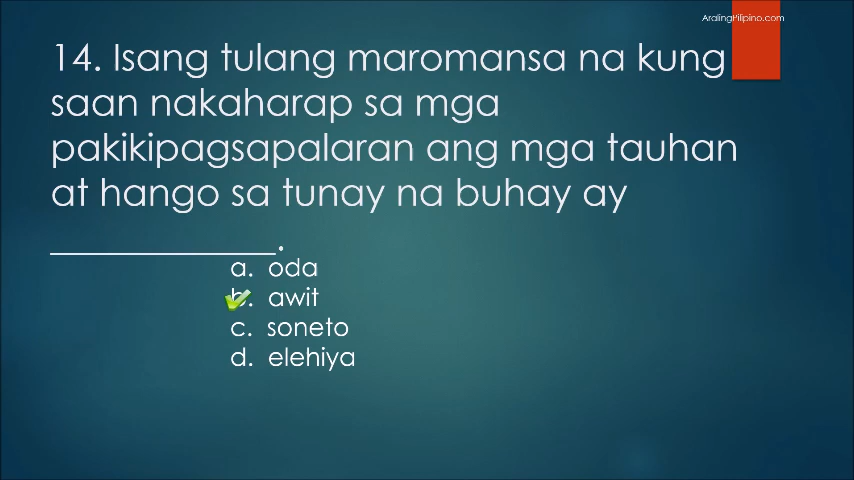 AralingPilipino.com
14. Isang tulang maromansa na kung
saan nakaharap sa mga
pakikipagsapalaran ang mga tauhan
at hango sa tunay na buhay ay
____________.
a. oda
b. awit
c. soneto
d. elehiya